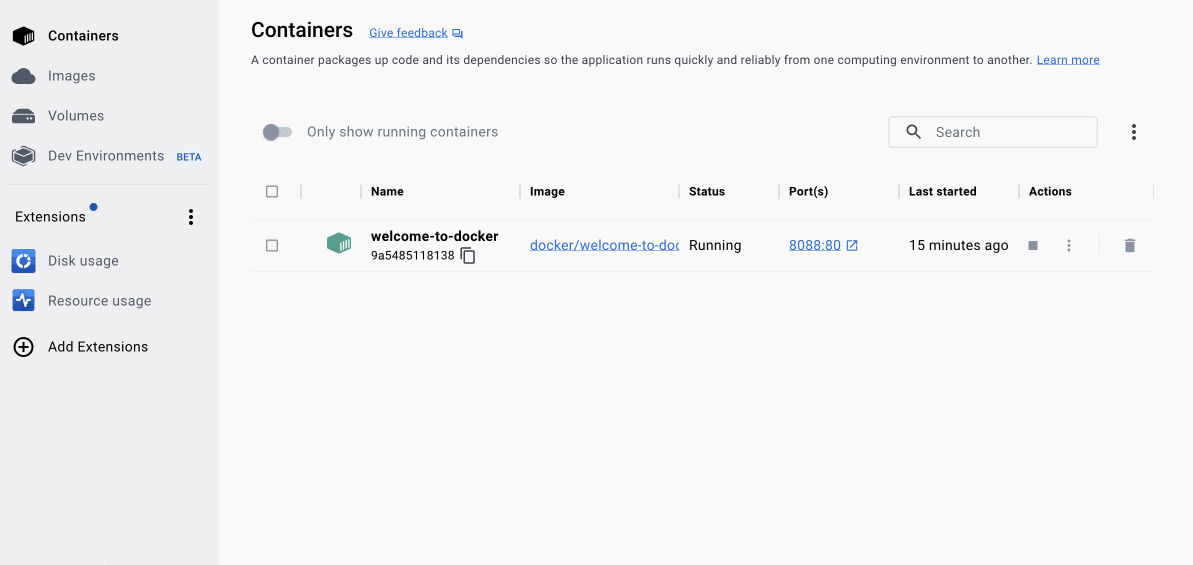 Containers
Images
Volumes
Dev Environments BETA
Extensions
Disk usage
Resource usage
Add Extensions
Containers Give feedback
A container packages up code and its dependencies so the application runs quickly and reliably from one computing environment to another. Learn more
Only show running containers
Search
Name Image Status Port(s) Last started Actions
welcome-to-docker docker/welcome-to-doc Running 8088:80 15 minutes ago
9a5485118138